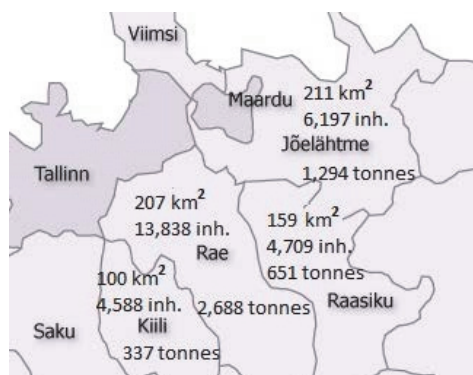 Viimsi
Maardu
211 km²
6,197 inh.
Jõelähtme
1,294 tonnes
Tallinn
207 km²
13,838 inh.
Rae
2,688 tonnes
159 km²
4,709 inh.
651 tonnes
Raasiku
100 km²
4,588 inh.
Kiili
337 tonnes
Saku